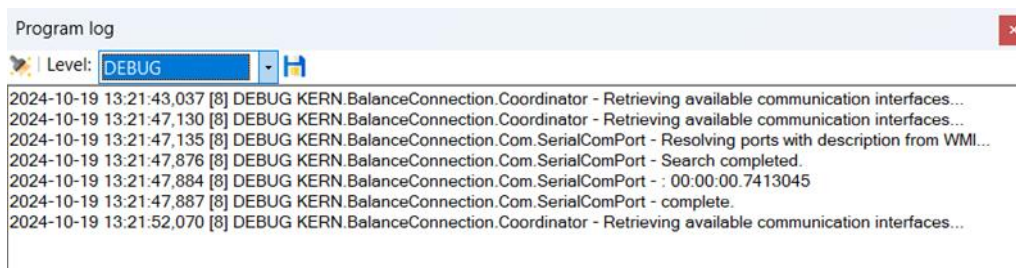 Program log
Level: DEBUG
2024-10-19 13:21:43,037 [8] DEBUG KERN.BalanceConnection.Coordinator - Retrieving available communication interfaces...
2024-10-19 13:21:47,130 [8] DEBUG KERN.BalanceConnection.Coordinator - Retrieving available communication interfaces...
2024-10-19 13:21:47,135 [8] DEBUG KERN.BalanceConnection.Com.SerialComPort - Resolving ports with description from WMI...
2024-10-19 13:21:47,876 [8] DEBUG KERN.BalanceConnection.Com.SerialComPort - Search completed.
2024-10-19 13:21:47,884 [8] DEBUG KERN.BalanceConnection.Com.SerialComPort - : 00:00:00.7413045
2024-10-19 13:21:47,887 [8] DEBUG KERN.BalanceConnection.Com.SerialComPort - complete.
2024-10-19 13:21:52,070 [8] DEBUG KERN.BalanceConnection.Coordinator - Retrieving available communication interfaces...